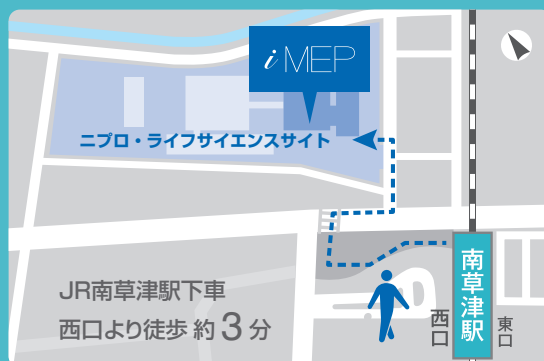 i MEP
ニプロ・ライフサイエンスサイト
南草津駅
西口
東口
JR南草津駅下車
西口より徒歩 約3分